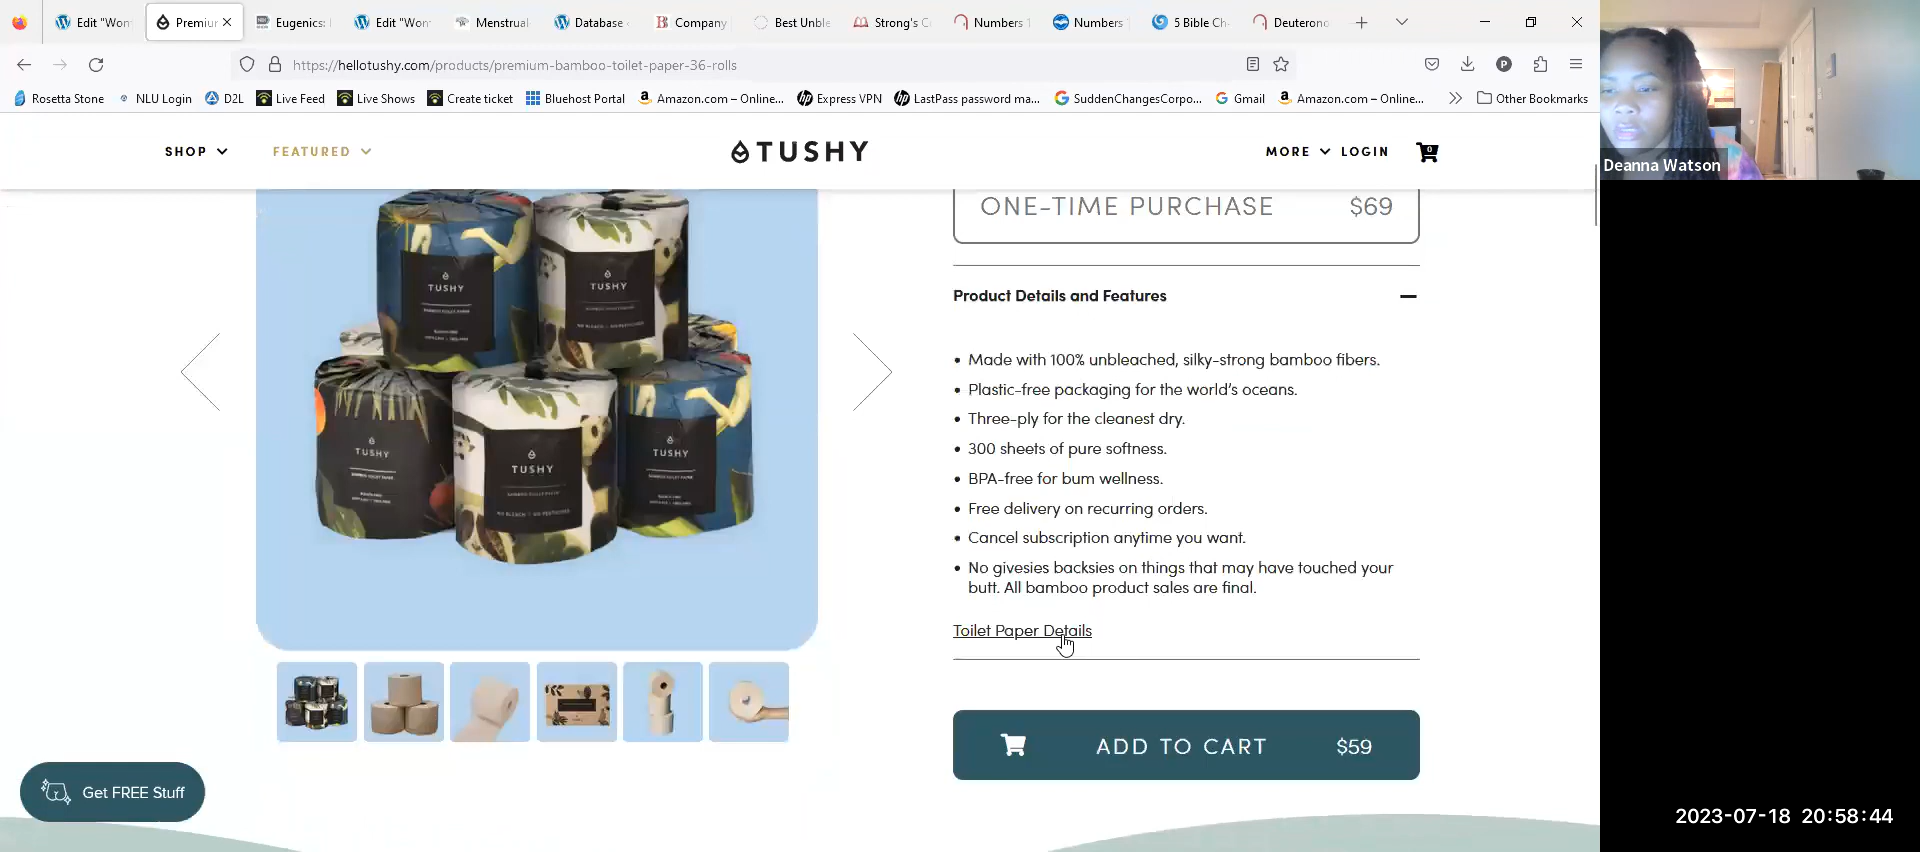 Edit "Won
Premium
Eugenics:
Edit "Won
Menstrual
Database
Company
Best Unble
Strong's C
Numbers 1
Numbers
5 Bible Ch
Deuterono
https://hellotushy.com/products/premium-bamboo-toilet-paper-36-rolls
Rosetta Stone
NLU Login
D2L
Live Feed
Live Shows
Create ticket
Bluehost Portal
Amazon.com – Online...
Express VPN
LastPass password ma...
SuddenChangesCorpo...
Gmail
Amazon.com – Online...
Other Bookmarks
SHOP
FEATURED
TUSHY
MORE
LOGIN
0
Deanna Watson
ONE-TIME PURCHASE $69
Product Details and Features
• Made with 100% unbleached, silky-strong bamboo fibers.
• Plastic-free packaging for the world's oceans.
• Three-ply for the cleanest dry.
• 300 sheets of pure softness.
• BPA-free for bum wellness.
• Free delivery on recurring orders.
• Cancel subscription anytime you want.
• No givesies backsies on things that may have touched your
butt. All bamboo product sales are final.
Toilet Paper Details
TUSHY
TUSHY
TUSHY
TUSHY
TUSHY
ADD TO CART $59
Get FREE Stuff
2023-07-18 20:58:44